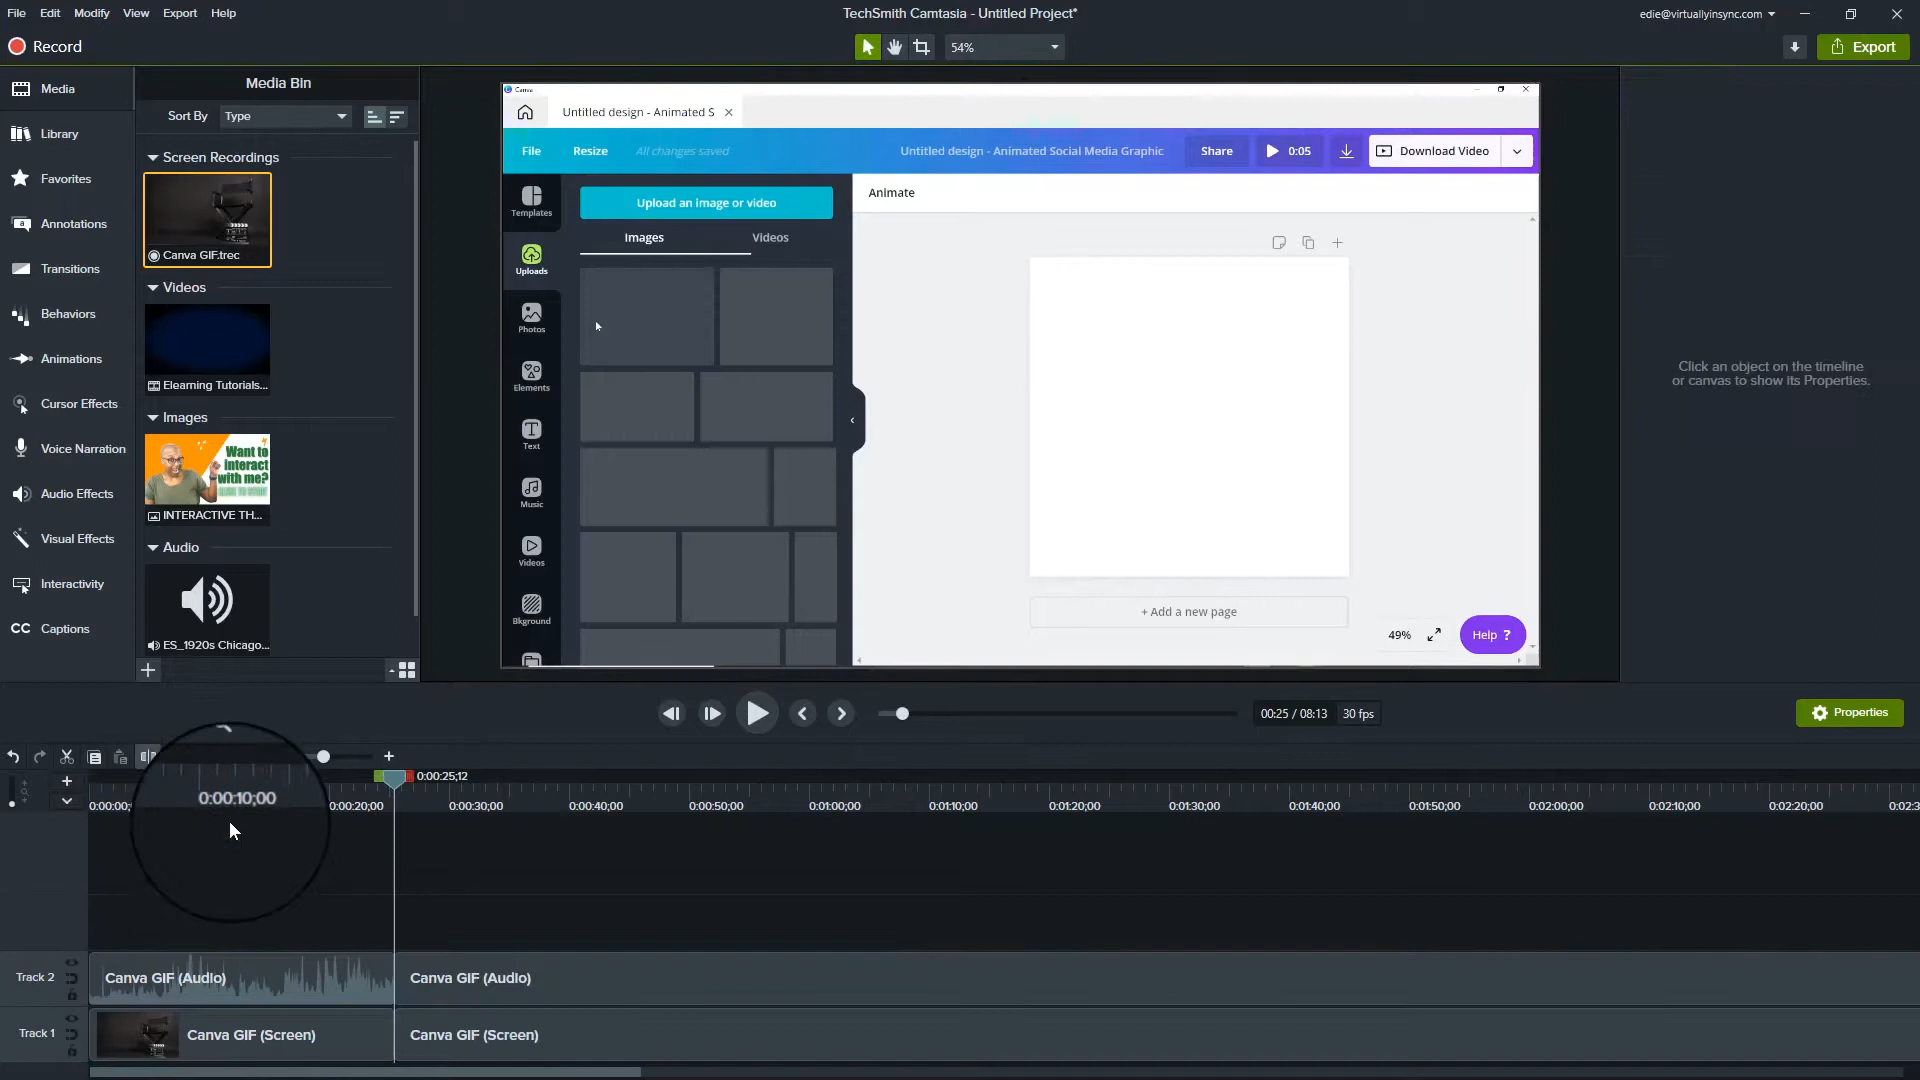 File Edit Modify View Export Help
TechSmith Camtasia - Untitled Project*
edie@virtuallyinsync.com
Record
54%
Export
Media
Library
Favorites
Annotations
Transitions
Behaviors
Animations
Cursor Effects
Voice Narration
Audio Effects
Visual Effects
Interactivity
CC Captions
Media Bin
Sort By Type
Screen Recordings
Canva GIF.trec
Videos
Elearning Tutorials...
Images
Want to
interact
with me?
INTERACTIVE TH...
Audio
ES_1920s Chicago...
Canva
Untitled design - Animated S
File Resize All changes saved
Untitled design - Animated Social Media Graphic
Share
0:05
Download Video
Templates
Uploads
Photos
Elements
Text
Music
Videos
Bkground
Upload an image or video
Images Videos
Animate
+ Add a new page
49%
Help ?
Click an object on the timeline
or canvas to show its Properties.
00:25 / 08:13 30 fps
Properties
0:00:25;12
0:00:00;
0:00:10;00
0:00:20;00
0:00:30;00
0:00:40;00
0:00:50;00
0:01:00;00
0:01:10;00
0:01:20;00
0:01:30;00
0:01:40;00
0:01:50;00
0:02:00;00
0:02:10;00
0:02:20;00
0:02:3
Track 2
Canva GIF (Audio)
Canva GIF (Audio)
Track 1
Canva GIF (Screen)
Canva GIF (Screen)